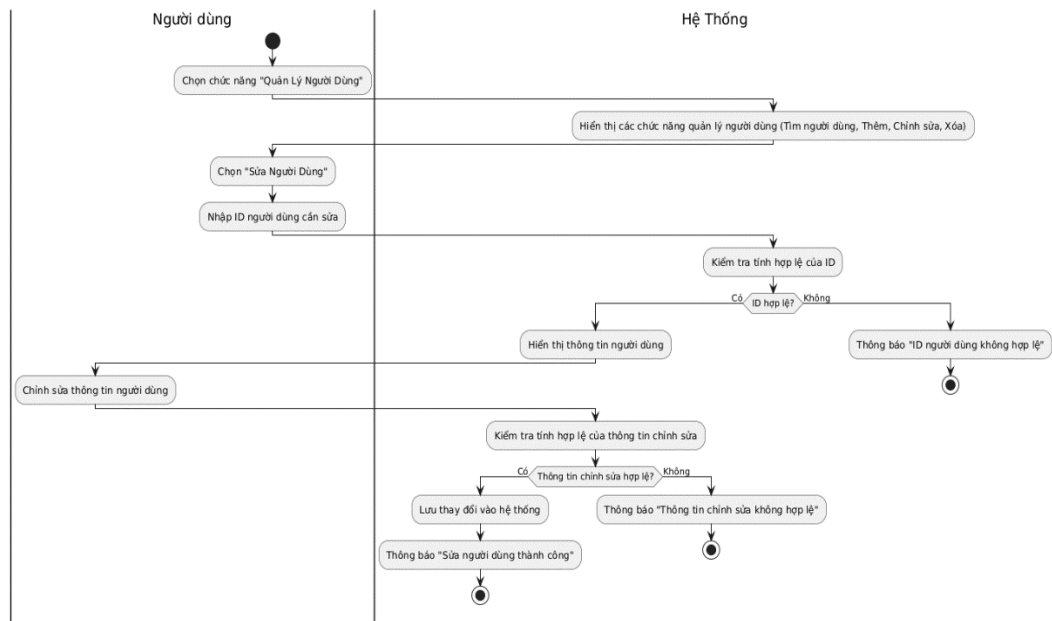 Người dùng
Hệ Thống
Chọn chức năng "Quản Lý Người Dùng"
Hiển thị các chức năng quản lý người dùng (Tìm người dùng, Thêm, Chỉnh sửa, Xóa)
Chọn "Sửa Người Dùng"
Nhập ID người dùng cần sửa
Kiểm tra tính hợp lệ của ID
Có
ID hợp lệ?
Không
Hiển thị thông tin người dùng
Thông báo "ID người dùng không hợp lệ"
Chỉnh sửa thông tin người dùng
Kiểm tra tính hợp lệ của thông tin chỉnh sửa
Có
Thông tin chỉnh sửa hợp lệ?
Không
Lưu thay đổi vào hệ thống
Thông báo "Thông tin chỉnh sửa không hợp lệ"
Thông báo "Sửa người dùng thành công"